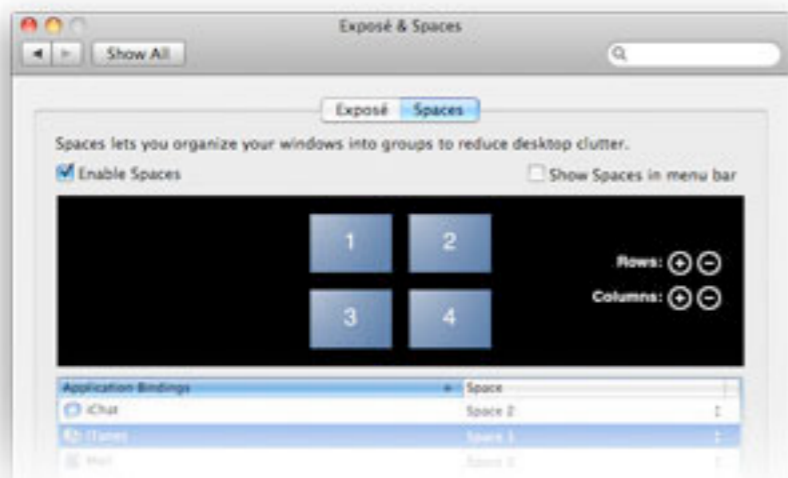 Exposé & Spaces
Show All
Exposé Spaces
Spaces lets you organize your windows into groups to reduce desktop clutter.
Enable Spaces Show Spaces in menu bar
1 2
Rows:
Columns:
3 4
Application Bindings Space
iChat Space 2
iTunes Space 1
Mail